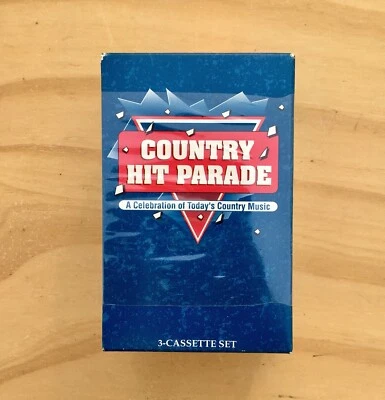 COUNTRY
HIT PARADE
A Celebration of Today's Country Music
3-CASSETTE SET